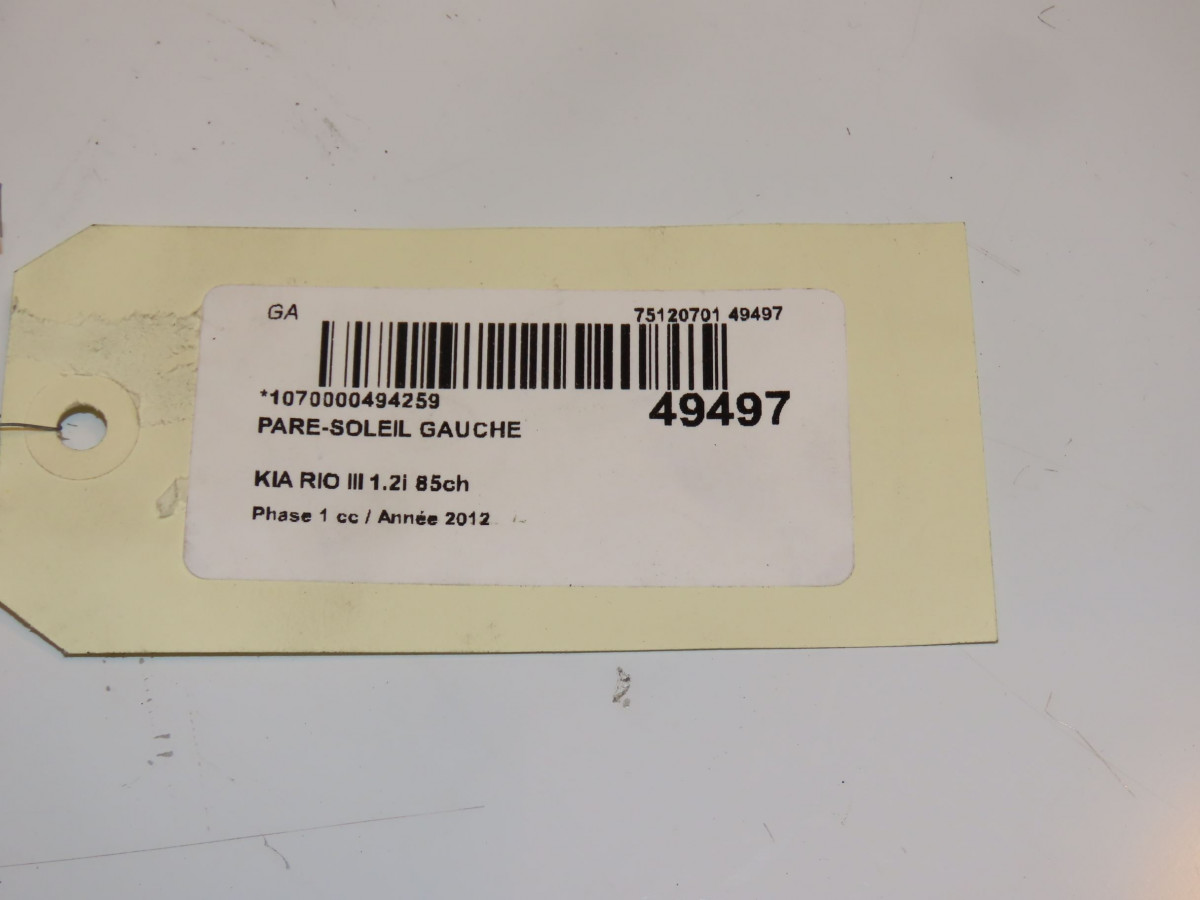 GA
75120701 49497
*1070000494259
49497
PARE-SOLEIL GAUCHE
KIA RIO III 1.2i 85ch
Phase 1 cc / Année 2012